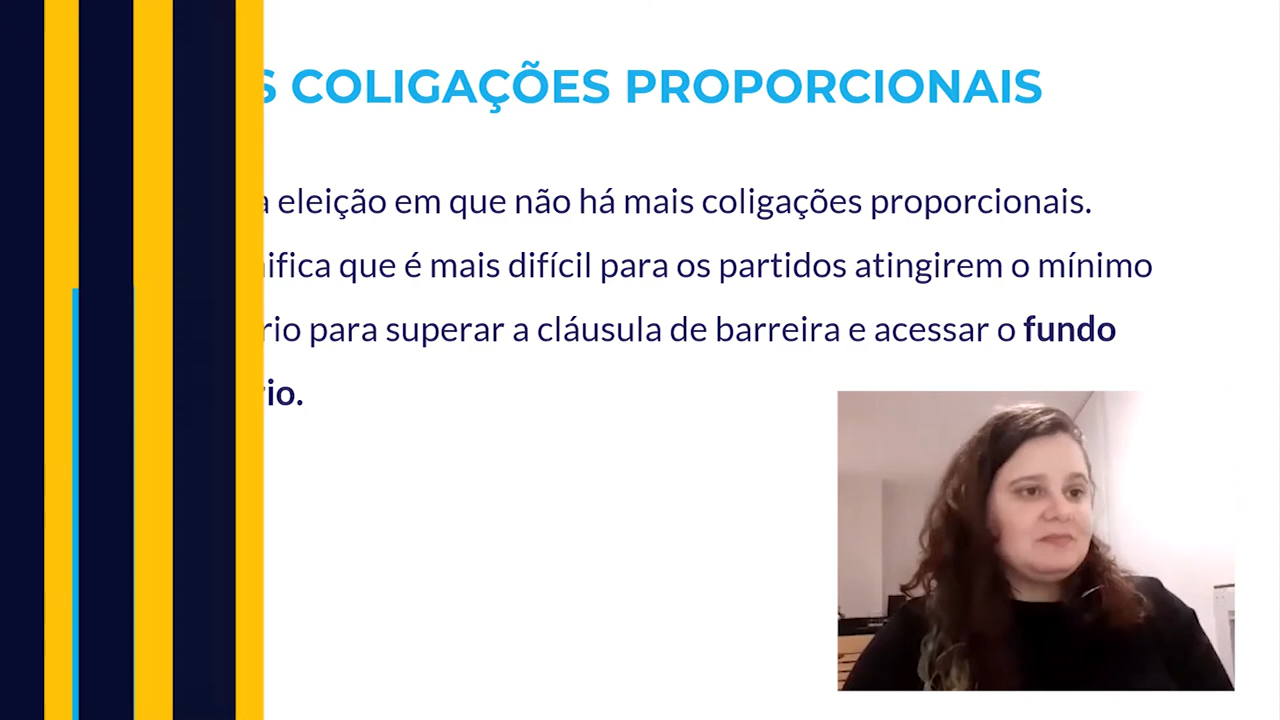 S COLIGAÇÕES PROPORCIONAIS
a eleição em que não há mais coligações proporcionais.
nifica que é mais difícil para os partidos atingirem o mínimo
rio para superar a cláusula de barreira e acessar o fundo
rio.